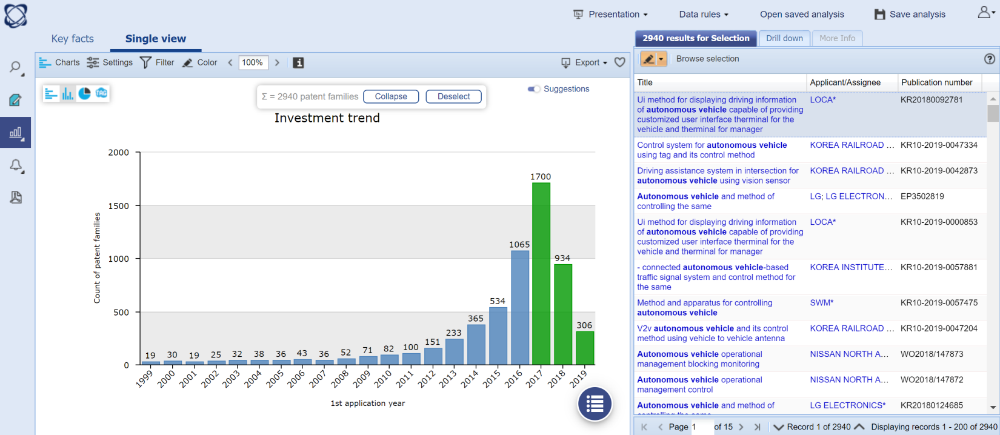 Presentation
Data rules
Open saved analysis
Save analysis
Key facts
Single view
2940 results for Selection
Drill down
More Info
Charts
Settings
Filter
Color
100%
Export
Browse selection
TAG
Σ = 2940 patent families
Collapse
Deselect
Suggestions
Investment trend
Count of patent families
2000
1500
1000
500
0
19
30
19
25
32
38
36
43
36
52
71
82
100
151
233
365
534
1065
1700
934
306
1999
2000
2001
2002
2003
2004
2005
2006
2007
2008
2009
2010
2011
2012
2013
2014
2015
2016
2017
2018
2019
1st application year
Title Applicant/Assignee Publication number
Ui method for displaying driving information LOCA* KR20180092781
of autonomous vehicle capable of providing
customized user interface therminal for the
vehicle and therminal for manager
Control system for autonomous vehicle KOREA RAILROAD ... KR10-2019-0047334
using tag and its control method
Driving assistance system in intersection for KOREA RAILROAD ... KR10-2019-0042873
autonomous vehicle using vision sensor
Autonomous vehicle and method of LG; LG ELECTRON... EP3502819
controlling the same
Ui method for displaying driving information LOCA* KR10-2019-0000853
of autonomous vehicle capable of providing
customized user interface therminal for the
vehicle and therminal for manager
- connected autonomous vehicle-based KOREA INSTITUTE... KR10-2019-0057881
traffic signal system and control method for
the same
Method and apparatus for controlling SWM* KR10-2019-0057475
autonomous vehicle
V2v autonomous vehicle and its control KOREA RAILROAD ... KR10-2019-0047204
method using vehicle to vehicle antenna
Autonomous vehicle operational NISSAN NORTH A... WO2018/147873
management blocking monitoring
Autonomous vehicle operational NISSAN NORTH A... WO2018/147872
management control
Autonomous vehicle and method of LG ELECTRONICS* KR20180124685
controlling the same
Page 1 of 15 Record 1 of 2940 Displaying records 1 - 200 of 2940